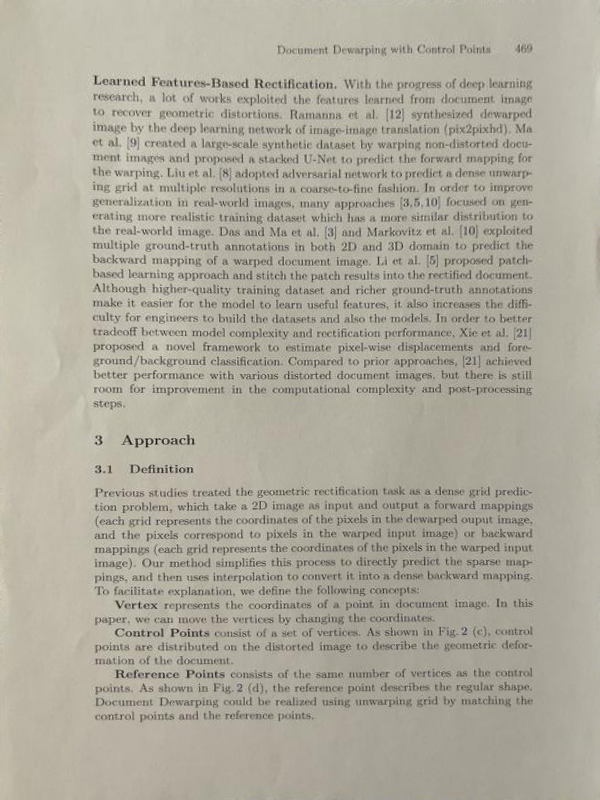 Document Dewarping with Control Points 469
Learned Features-Based Rectification. With the progress of deep learning
research, a lot of works exploited the features learned from document image
to recover geometric distortions. Ramanna et al. [12] synthesized dewarped
image by the deep learning network of image-image translation (pix2pixhd). Ma
et al. [9] created a large-scale synthetic dataset by warping non-distorted docu-
ment images and proposed a stacked U-Net to predict the forward mapping for
the warping. Liu et al. [8] adopted adversarial network to predict a dense unwarp-
ing grid at multiple resolutions in a coarse-to-fine fashion. In order to improve
generalization in real-world images, many approaches [3,5,10] focused on gen-
erating more realistic training dataset which has a more similar distribution to
the real-world image. Das and Ma et al. [3] and Markovitz et al. [10] exploited
multiple ground-truth annotations in both 2D and 3D domain to predict the
backward mapping of a warped document image. Li et al. [5] proposed patch-
based learning approach and stitch the patch results into the rectified document.
Although higher-quality training dataset and richer ground-truth annotations
make it easier for the model to learn useful features, it also increases the diffi-
culty for engineers to build the datasets and also the models. In order to better
tradeoff between model complexity and rectification performance, Xie et al. [21]
proposed a novel framework to estimate pixel-wise displacements and fore-
ground/background classification. Compared to prior approaches, [21] achieved
better performance with various distorted document images, but there is still
room for improvement in the computational complexity and post-processing
steps.
3 Approach
3.1 Definition
Previous studies treated the geometric rectification task as a dense grid predic-
tion problem, which take a 2D image as input and output a forward mappings
(each grid represents the coordinates of the pixels in the dewarped ouput image,
and the pixels correspond to pixels in the warped input image) or backward
mappings (each grid represents the coordinates of the pixels in the warped input
image). Our method simplifies this process to directly predict the sparse map-
pings, and then uses interpolation to convert it into a dense backward mapping.
To facilitate explanation, we define the following concepts:
Vertex represents the coordinates of a point in document image. In this
paper, we can move the vertices by changing the coordinates.
Control Points consist of a set of vertices. As shown in Fig. 2 (c), control
points are distributed on the distorted image to describe the geometric defor-
mation of the document.
Reference Points consists of the same number of vertices as the control
points. As shown in Fig. 2 (d), the reference point describes the regular shape.
Document Dewarping could be realized using unwarping grid by matching the
control points and the reference points.